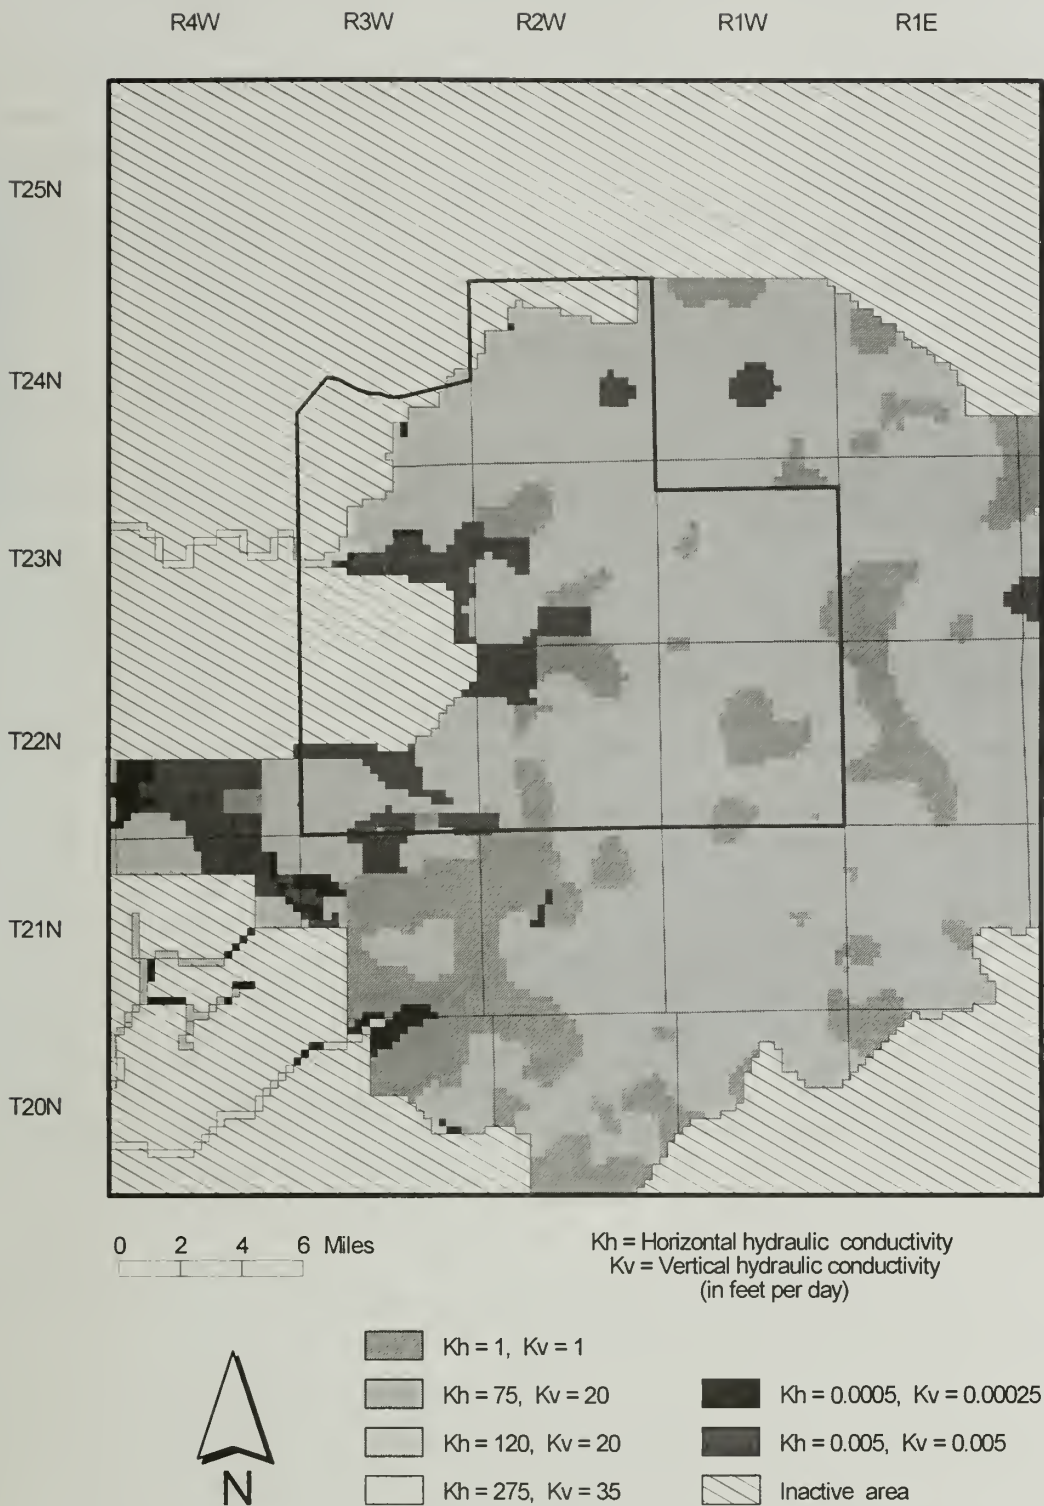 R4W R3W R2W R1W R1E
T25N
T24N
T23N
T22N
T21N
T20N
0 2 4 6 Miles
Kh = Horizontal hydraulic conductivity
Kv = Vertical hydraulic conductivity
(in feet per day)
Kh = 1, Kv = 1
Kh = 75, Kv = 20
Kh = 120, Kv = 20
Kh = 275, Kv = 35
Kh = 0.0005, Kv = 0.00025
Kh = 0.005, Kv = 0.005
Inactive area
N